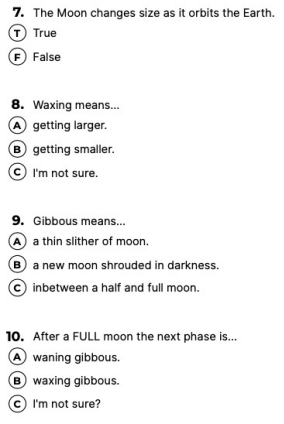 7. The Moon changes size as it orbits the Earth.
T True
F False
8. Waxing means...
A getting larger.
B getting smaller.
C I'm not sure.
9. Gibbous means...
A a thin slither of moon.
B a new moon shrouded in darkness.
C inbetween a half and full moon.
10. After a FULL moon the next phase is...
A waning gibbous.
B waxing gibbous.
C I'm not sure?